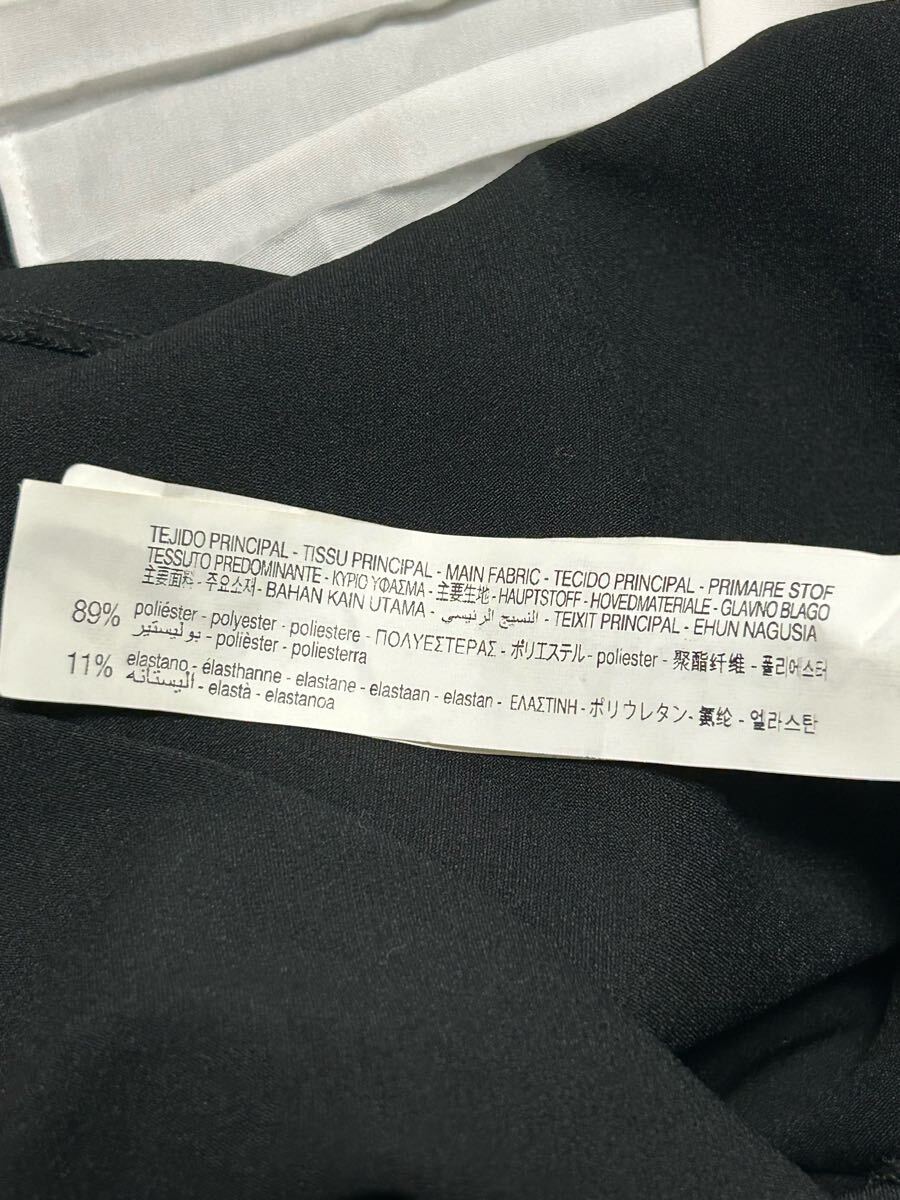 TEJIDO PRINCIPAL - TISSU PRINCIPAL - MAIN FABRIC - TECIDO PRINCIPAL - PRIMAIRE STOF
TESSUTO PREDOMINANTE - ΚΥΡΙΟ ΥΦΑΣΜΑ - 主要生地 - HAUPTSTOFF - HOVEDMATERIALE - GLAVNO BLAGO
主要面料 - 주요소재 - BAHAN KAIN UTAMA - النسيج الرئيسي - TEIXIT PRINCIPAL - EHUN NAGUSIA
89% poliéster - polyester - poliestere - ΠΟΛΥΕΣΤΕΡΑΣ - ポリエステル - poliester - 聚酯纤维 - 폴리에스터
يوليستير - polièster - poliesterra
11% elastano - élasthanne - elastane - elastaan - elastan - ΕΛΑΣΤΙΝΗ - ポリウレタン - 氨纶 - 얼라스탄
اليستانه - elastà - elastanoa